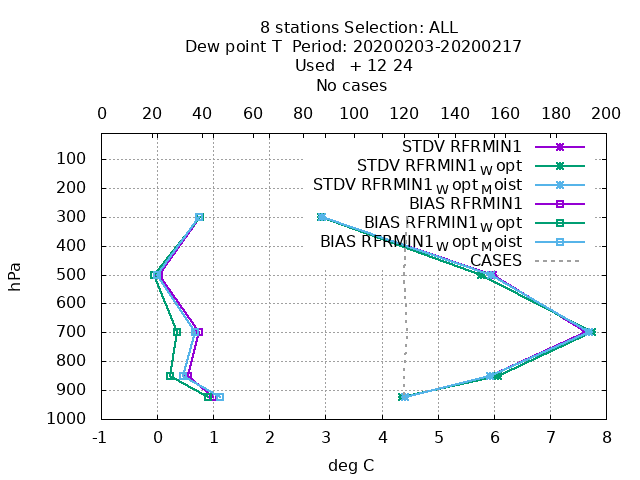 8 stations Selection: ALL
Dew point T  Period: 20200203-20200217
Used   + 12 24
No cases
0 20 40 60 80 100 120 140 160 180 200
STDV RFRMIN1
100
STDV RFRMIN1_W opt
200
STDV RFRMIN1_W opt_M oist
BIAS RFRMIN1
300
BIAS RFRMIN1_W opt
400
BIAS RFRMIN1_W opt_M oist
CASES
500
600
700
800
900
1000
-1 0 1 2 3 4 5 6 7 8
hPa
deg C